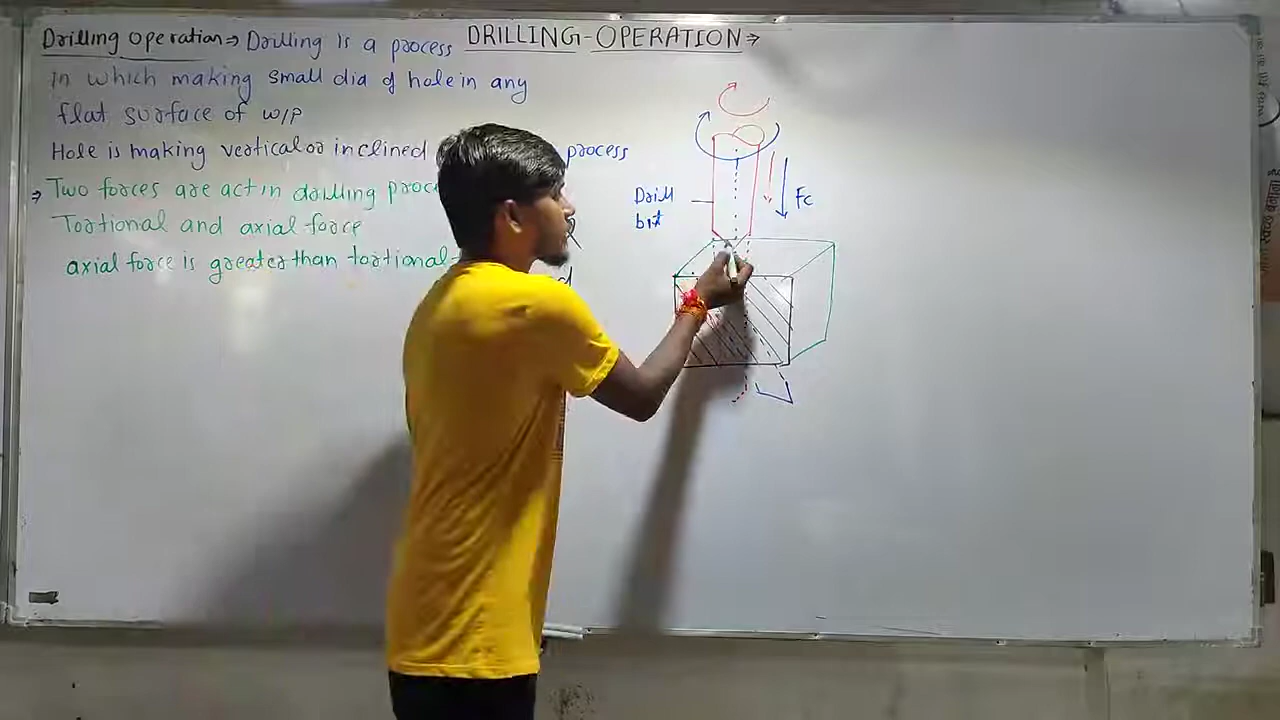 Drilling operation⇒ Drilling is a process
DRILLING-OPERATION⇒
in which making small dia of hole in any
flat surface of w/p
Hole is making vertical or inclined process
⇒ Two forces are act in drilling proce
Tortional and axial force
axial force is greater than tortional
Drill
bit
Fc